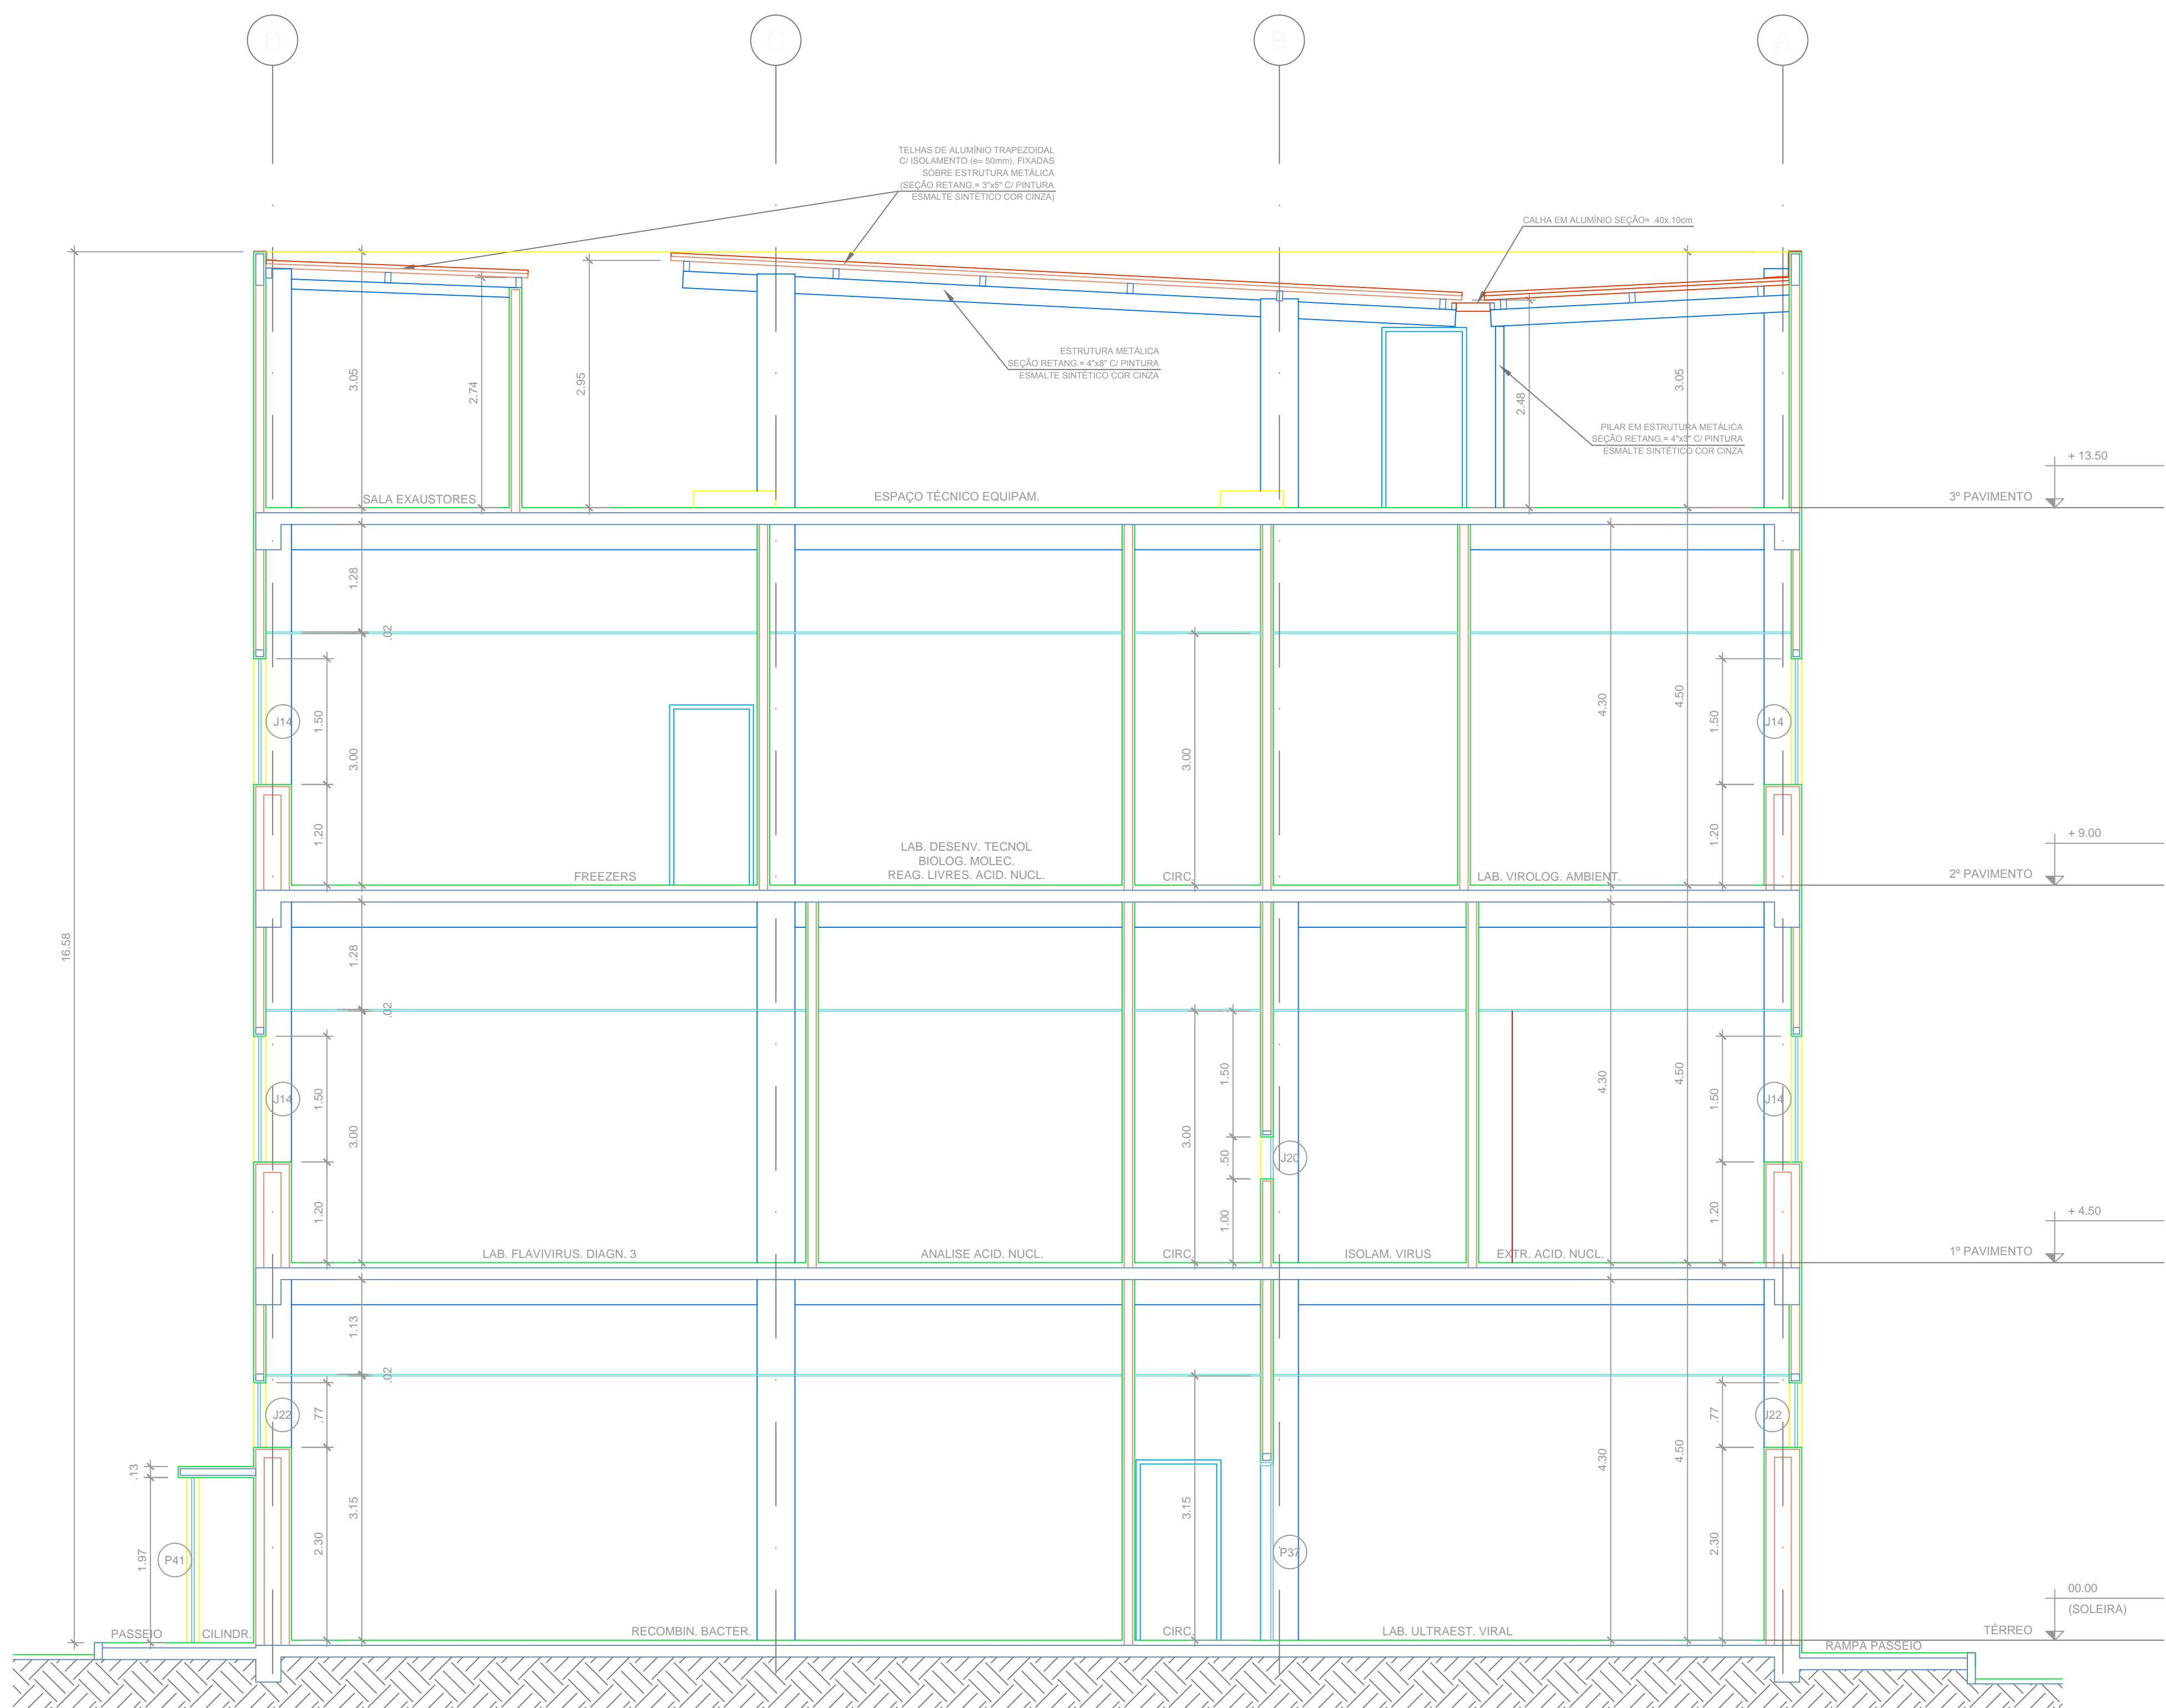 D
C
B
A
TELHAS DE ALUMÍNIO TRAPEZOIDAL
C/ ISOLAMENTO (e= 50mm), FIXADAS
SOBRE ESTRUTURA METÁLICA
(SEÇÃO RETANG.= 3"x5" C/ PINTURA
ESMALTE SINTÉTICO COR CINZA)
CALHA EM ALUMÍNIO SEÇÃO= .40x.10cm
ESTRUTURA METÁLICA
SEÇÃO RETANG.= 4"x8" C/ PINTURA
ESMALTE SINTÉTICO COR CINZA
PILAR EM ESTRUTURA METÁLICA
SEÇÃO RETANG.= 4"x3" C/ PINTURA
ESMALTE SINTÉTICO COR CINZA
3.05
2.74
2.95
2.48
3.05
+ 13.50
SALA EXAUSTORES
ESPAÇO TÉCNICO EQUIPAM.
3º PAVIMENTO
1.28
.02
J14
1.50
3.00
1.20
3.00
4.30
4.50
1.50
J14
1.20
LAB. DESENV. TECNOL
BIOLOG. MOLEC.
REAG. LIVRES. ACID. NUCL.
FREEZERS
CIRC.
LAB. VIROLOG. AMBIENT.
+ 9.00
2º PAVIMENTO
16.58
1.28
.02
J14
1.50
3.00
1.20
3.00
1.50
.50
1.00
J20
4.30
4.50
1.50
J14
1.20
+ 4.50
LAB. FLAVIVIRUS. DIAGN. 3
ANALISE ACID. NUCL.
CIRC.
ISOLAM. VIRUS
EXTR. ACID. NUCL.
1º PAVIMENTO
1.13
.02
J22
.77
3.15
2.30
3.15
P37
4.30
4.50
.77
J22
2.30
.13
1.97
P41
00.00
(SOLEIRA)
PASSEIO
CILINDR.
RECOMBIN. BACTER.
CIRC.
LAB. ULTRAEST. VIRAL
TÉRREO
RAMPA PASSEIO